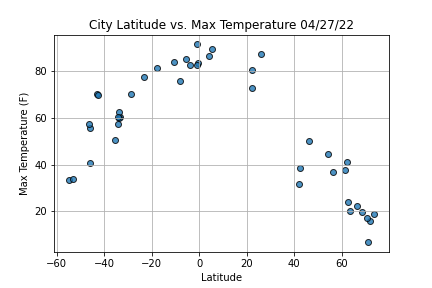 City Latitude vs. Max Temperature 04/27/22
Max Temperature (F)
80
60
40
20
−60 −40 −20 0 20 40 60
Latitude